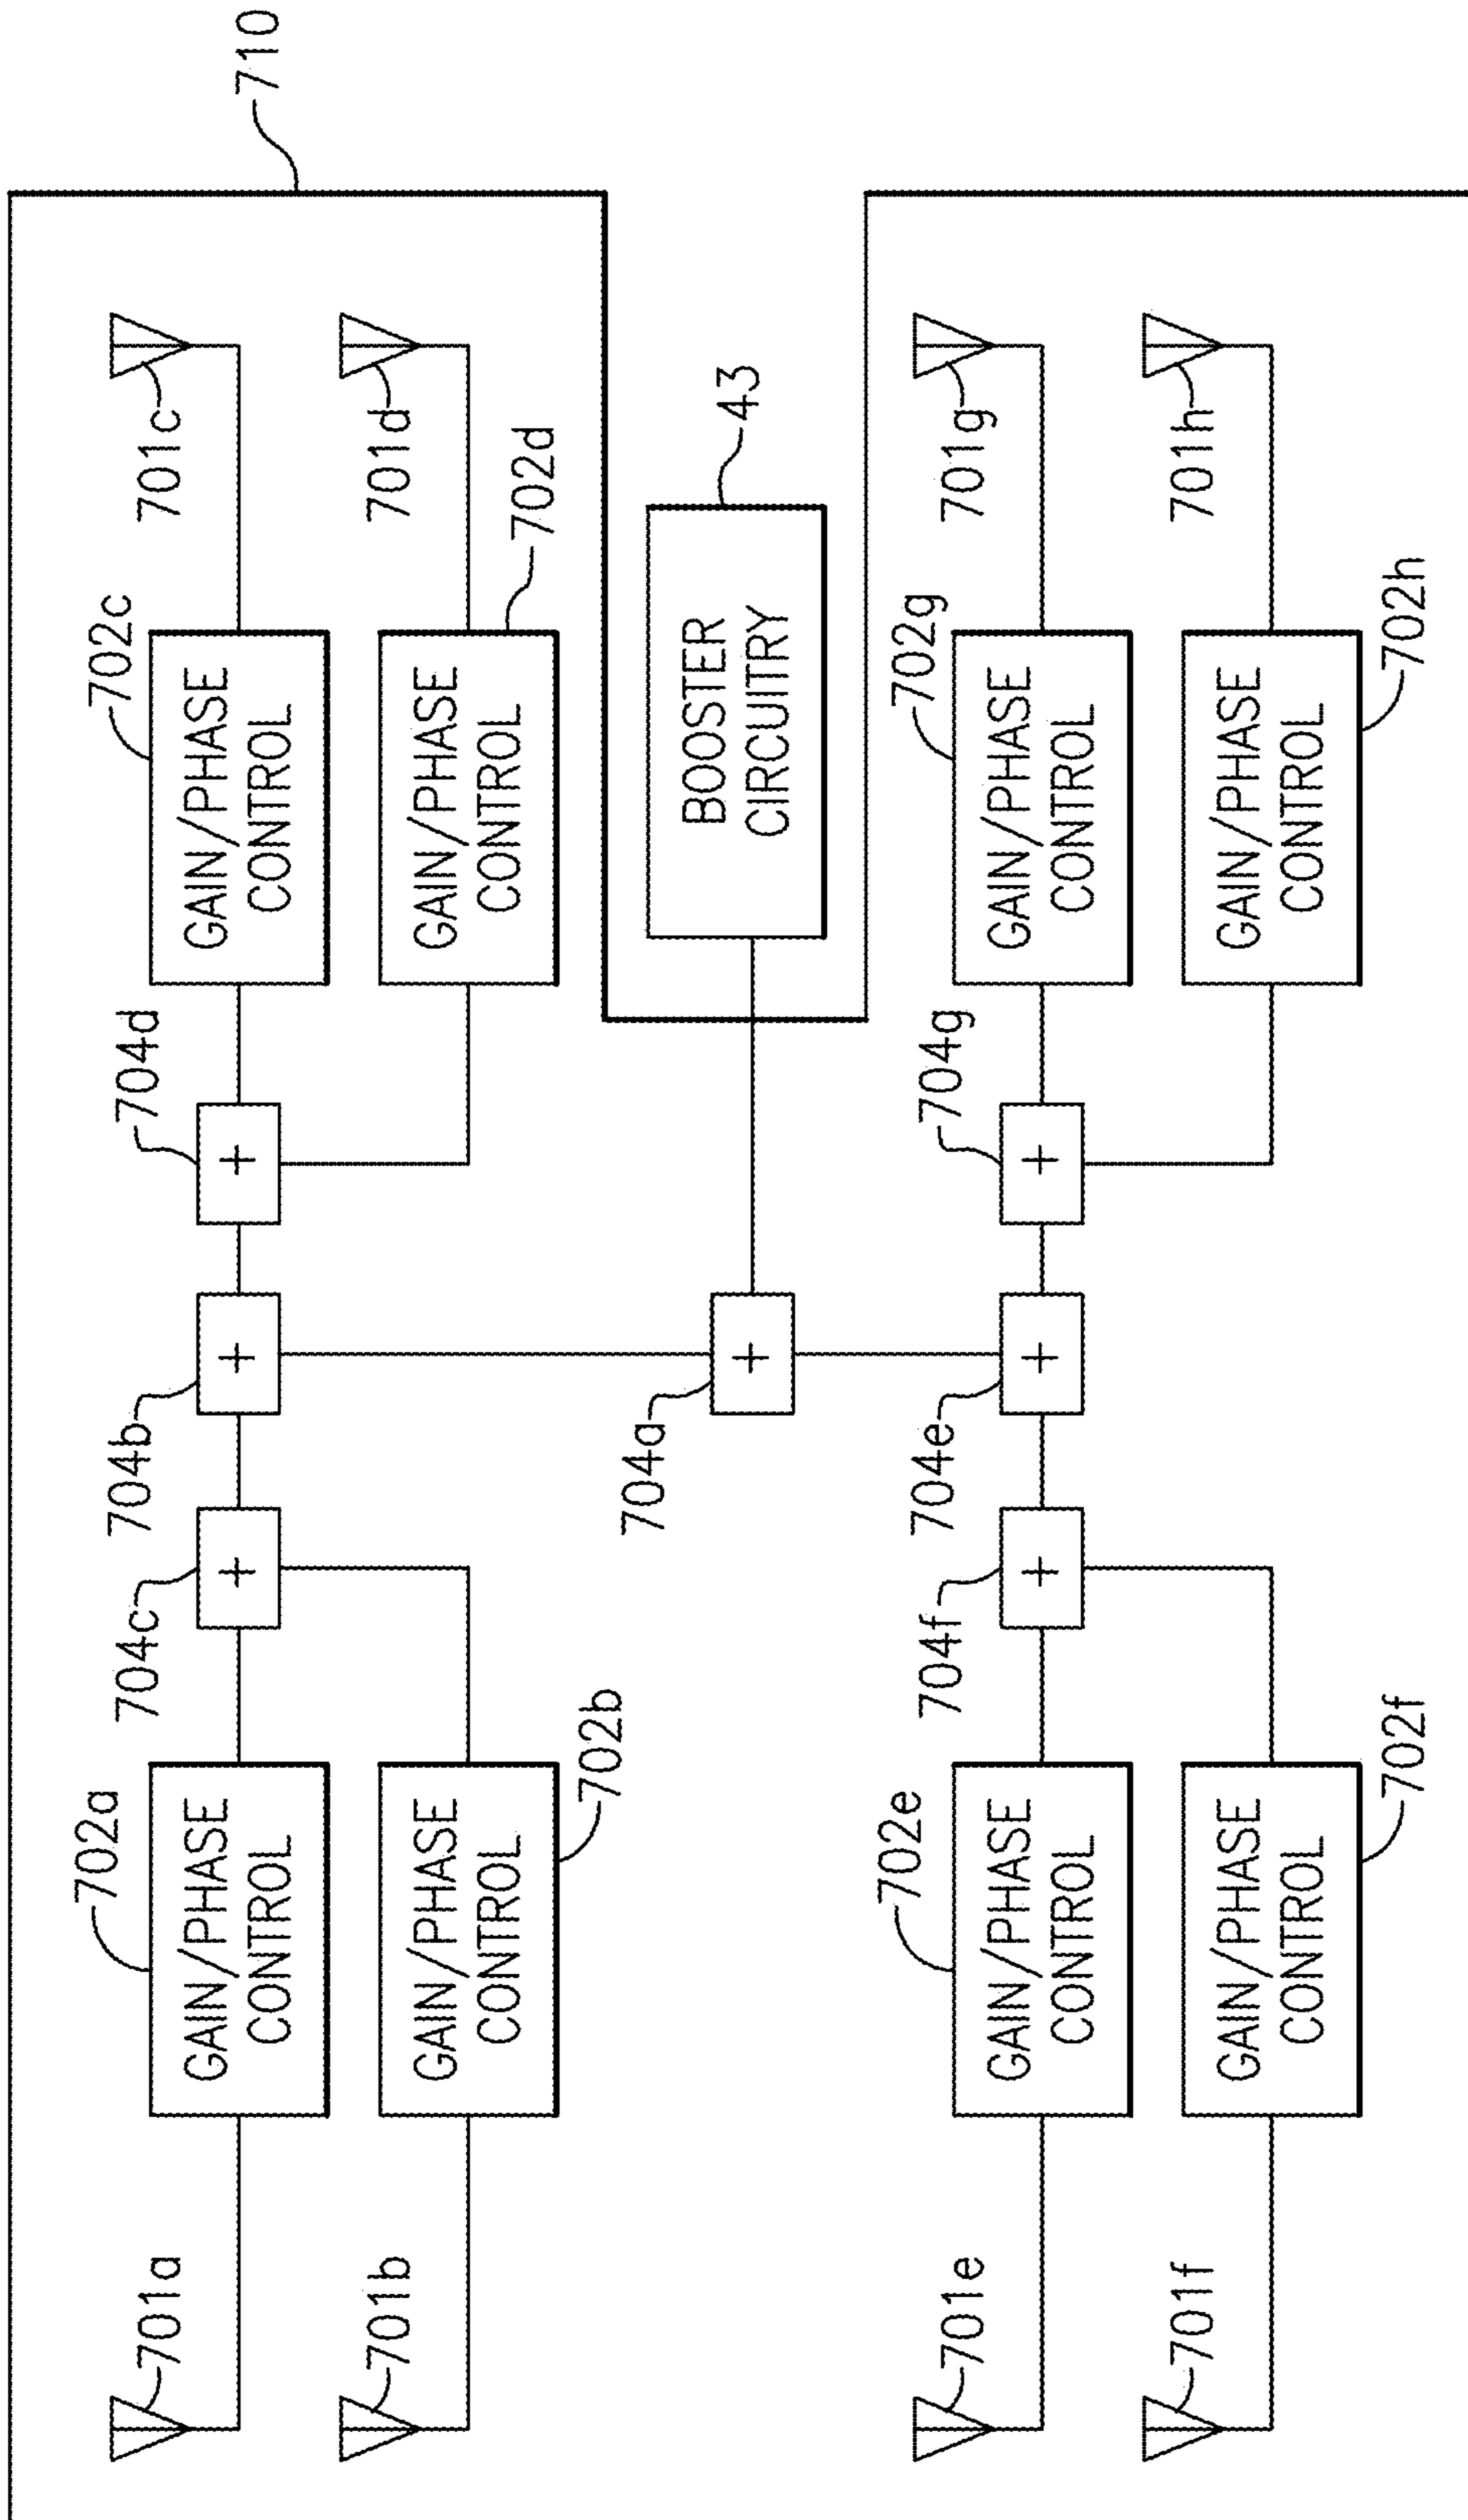 710
701a
702a
GAIN/PHASE
CONTROL
704c
704b
704d
702c
GAIN/PHASE
CONTROL
701c
701b
GAIN/PHASE
CONTROL
702b
GAIN/PHASE
CONTROL
702d
701d
704a
BOOSTER
CIRCUITRY
43
701e
702e
GAIN/PHASE
CONTROL
704f
704e
704g
702g
GAIN/PHASE
CONTROL
701g
701f
GAIN/PHASE
CONTROL
702f
GAIN/PHASE
CONTROL
702h
701h
+
+
+
+
+
+
+